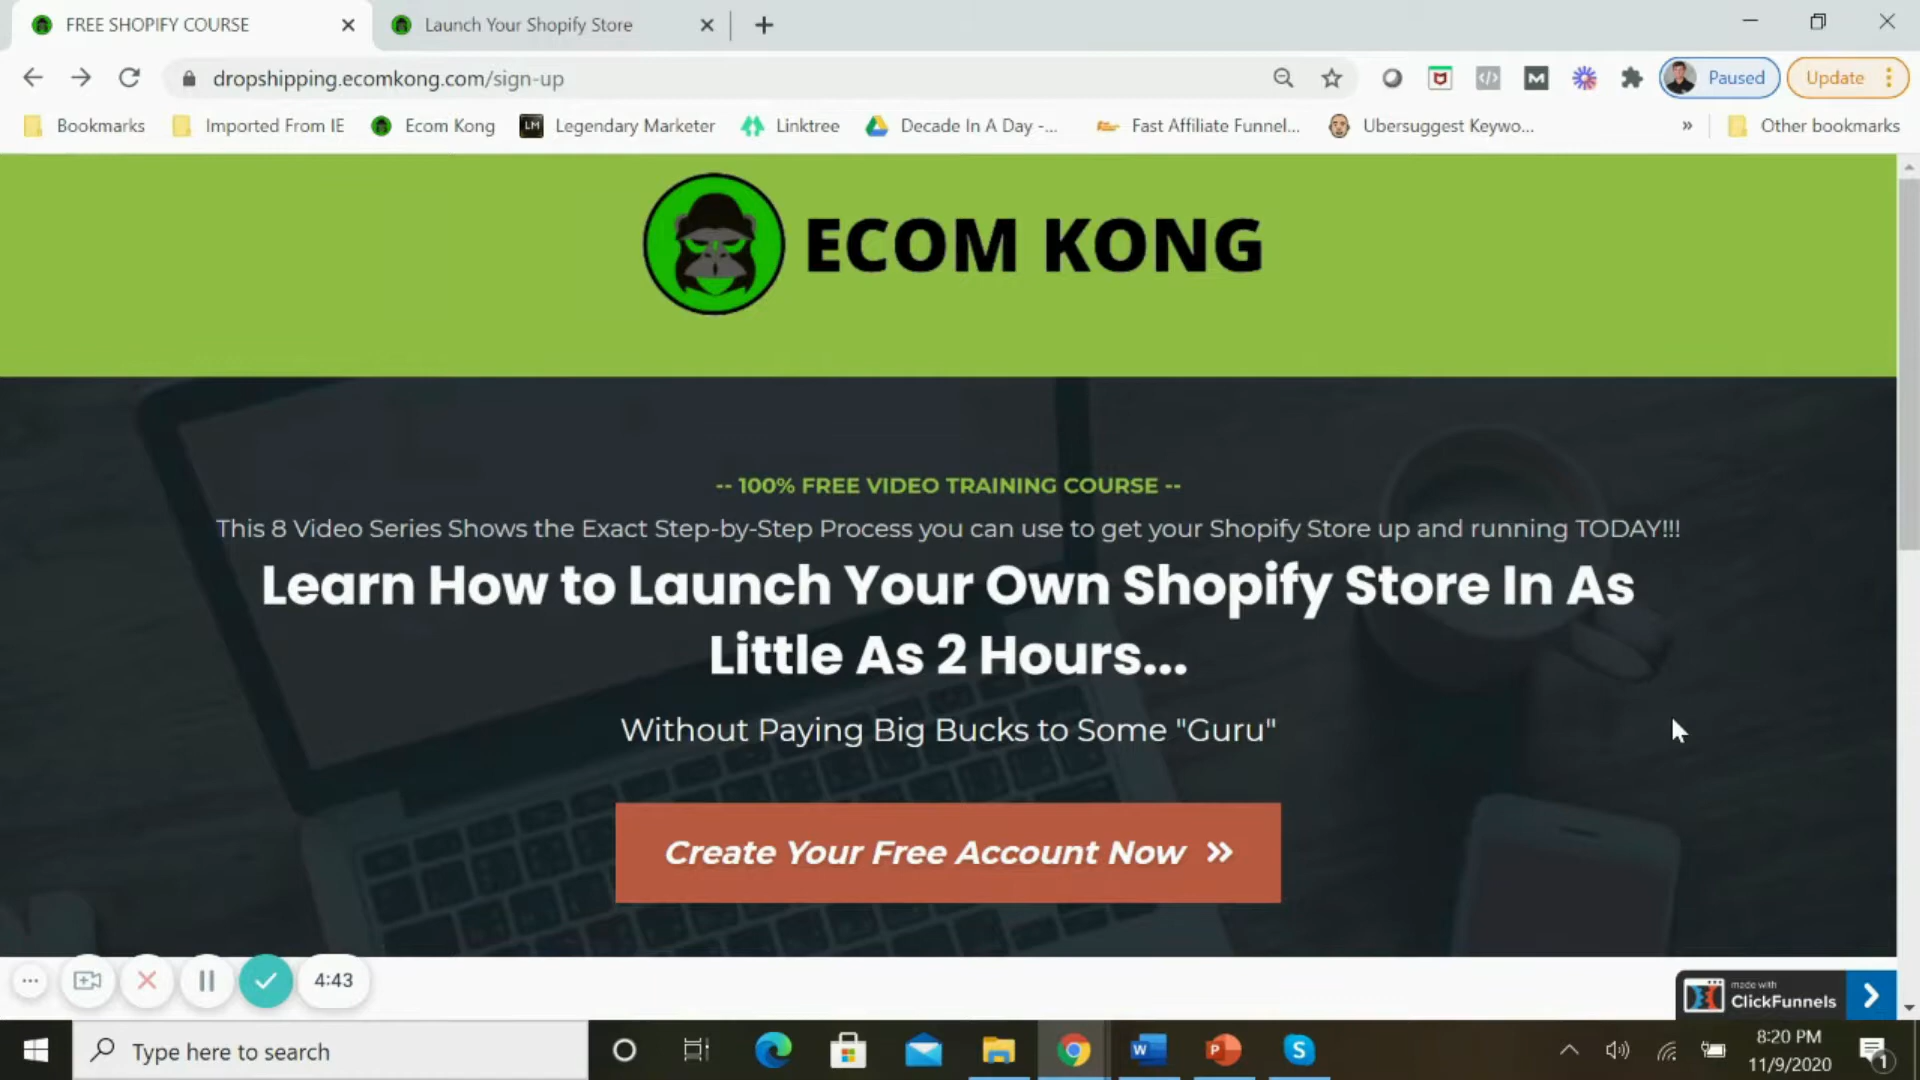 FREE SHOPIFY COURSE
Launch Your Shopify Store
dropshipping.ecomkong.com/sign-up
Paused
Update
Bookmarks
Imported From IE
Ecom Kong
LM
Legendary Marketer
Linktree
Decade In A Day -...
Fast Affiliate Funnel...
Ubersuggest Keywo...
»
Other bookmarks
ECOM KONG
-- 100% FREE VIDEO TRAINING COURSE --
This 8 Video Series Shows the Exact Step-by-Step Process you can use to get your Shopify Store up and running TODAY!!!
Learn How to Launch Your Own Shopify Store In As
Little As 2 Hours...
Without Paying Big Bucks to Some "Guru"
Create Your Free Account Now »
4:43
made with
ClickFunnels
Type here to search
8:20 PM
11/9/2020
1